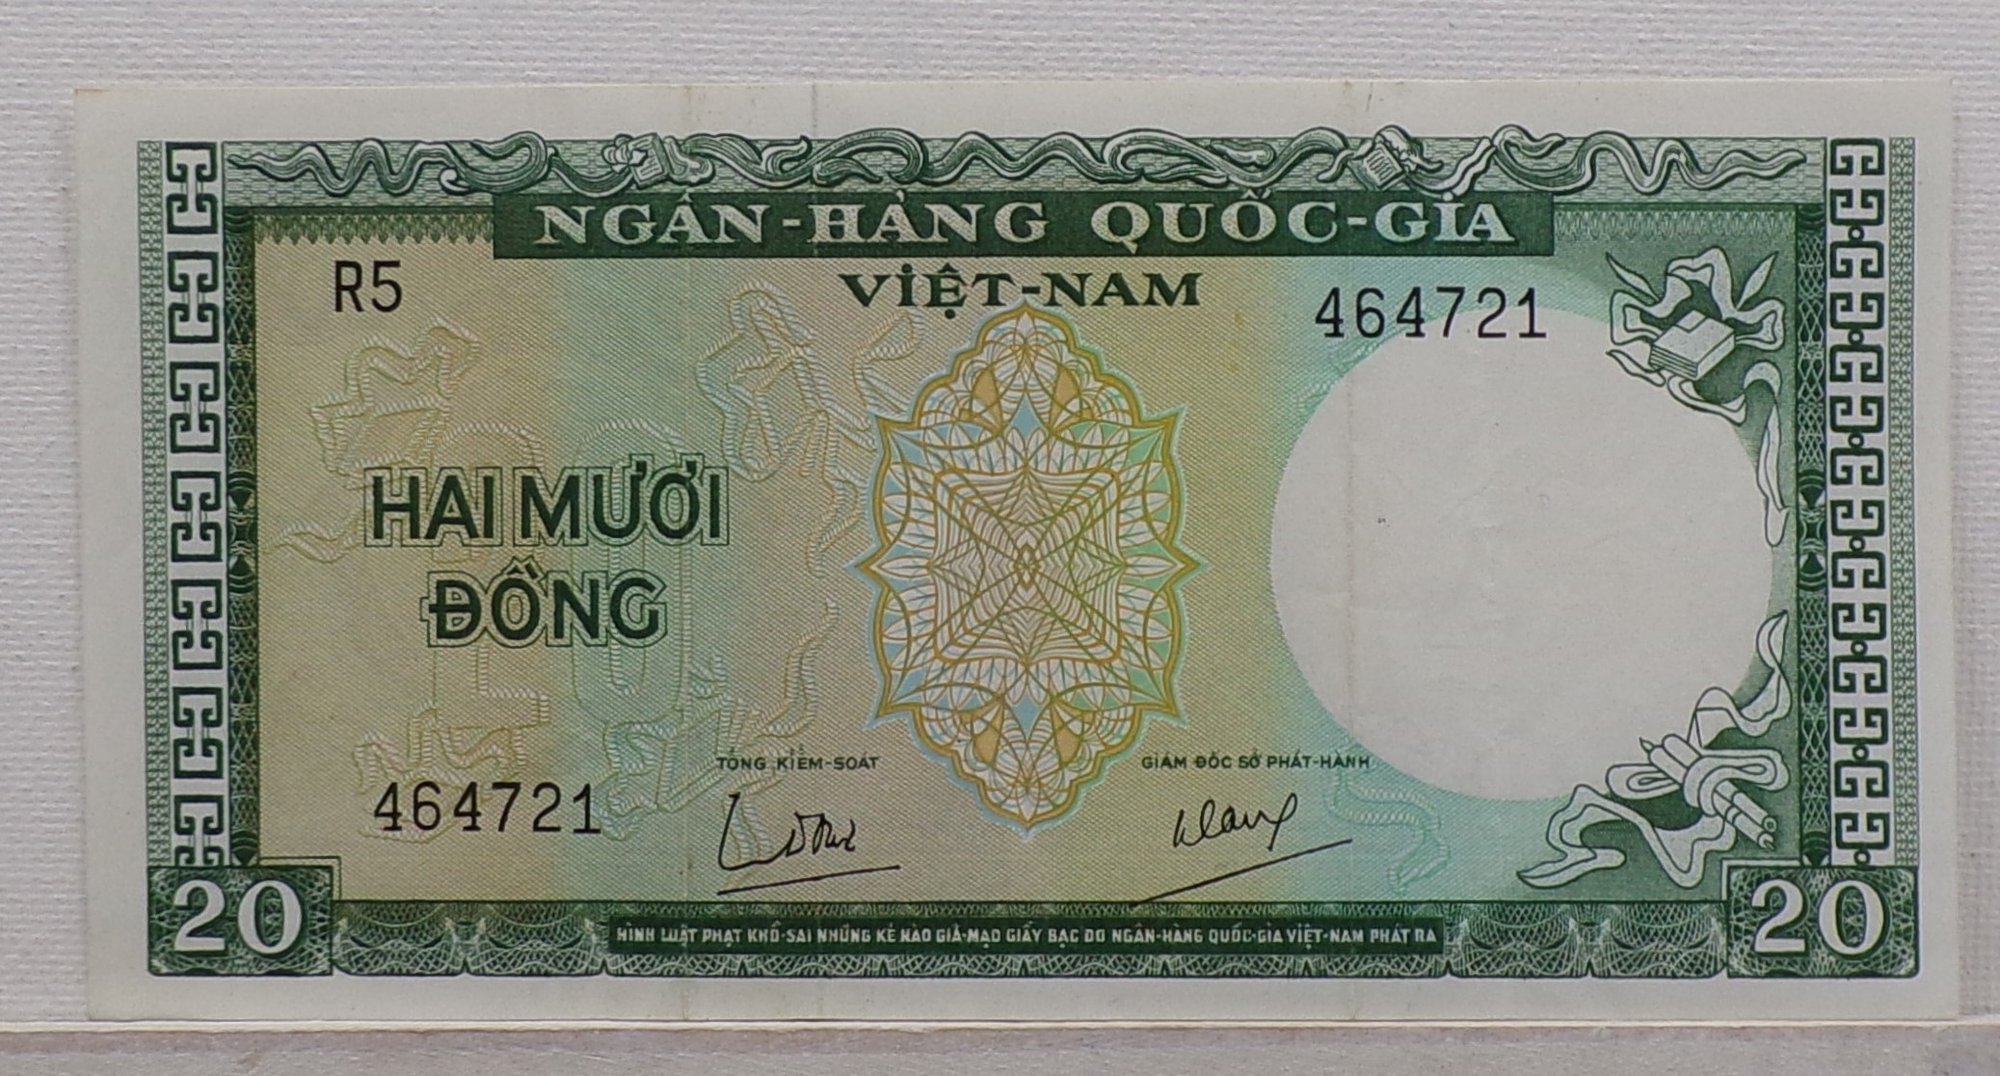 NGÂN-HÀNG QUỐC-GIA
VIỆT-NAM
R5
464721
HAI MƯƠI
ĐỒNG
TỔNG KIỂM-SOÁT
GIÁM ĐỐC SỞ PHÁT-HÀNH
464721
20
HÌNH LUẬT PHẠT KHỔ-SAI NHỮNG KẺ NÀO GIẢ-MẠO GIẤY BẠC DO NGÂN-HÀNG QUỐC-GIA VIỆT-NAM PHÁT RA
20